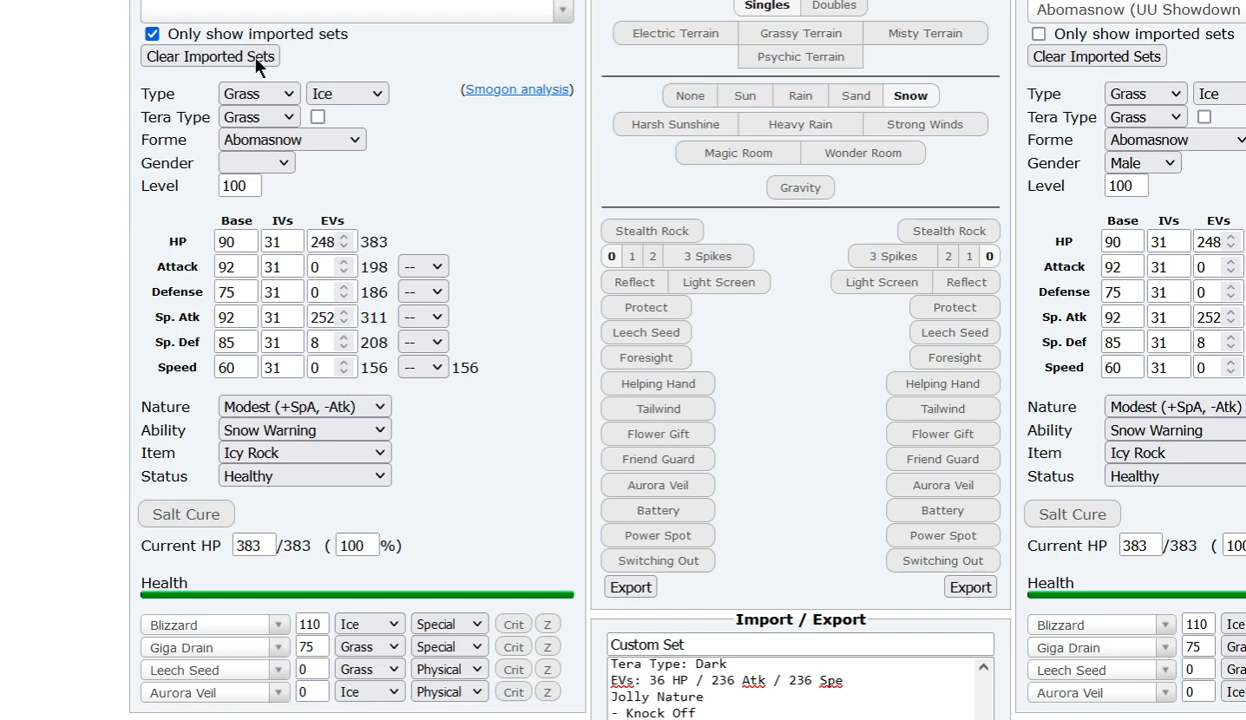 Singles Doubles
Abomasnow (UU Showdown
Only show imported sets
Clear Imported Sets
Type Grass Ice (Smogon analysis)
Tera Type Grass
Forme Abomasnow
Gender
Level 100
Base IVs EVs
HP 90 31 248 383
Attack 92 31 0 198 --
Defense 75 31 0 186 --
Sp. Atk 92 31 252 311 --
Sp. Def 85 31 8 208 --
Speed 60 31 0 156 -- 156
Nature Modest (+SpA, -Atk)
Ability Snow Warning
Item Icy Rock
Status Healthy
Salt Cure
Current HP 383/383 ( 100 %)
Health
Blizzard 110 Ice Special Crit Z
Giga Drain 75 Grass Special Crit Z
Leech Seed 0 Grass Physical Crit Z
Aurora Veil 0 Ice Physical Crit Z
Electric Terrain Grassy Terrain Misty Terrain
Psychic Terrain
None Sun Rain Sand Snow
Harsh Sunshine Heavy Rain Strong Winds
Magic Room Wonder Room
Gravity
Stealth Rock Stealth Rock
0 1 2 3 Spikes 3 Spikes 2 1 0
Reflect Light Screen Light Screen Reflect
Protect Protect
Leech Seed Leech Seed
Foresight Foresight
Helping Hand Helping Hand
Tailwind Tailwind
Flower Gift Flower Gift
Friend Guard Friend Guard
Aurora Veil Aurora Veil
Battery Battery
Power Spot Power Spot
Switching Out Switching Out
Export Export
Import / Export
Custom Set
Tera Type: Dark
EVs: 36 HP / 236 Atk / 236 Spe
Jolly Nature
- Knock Off
Only show imported sets
Clear Imported Sets
Type Grass Ice
Tera Type Grass
Forme Abomasnow
Gender Male
Level 100
Base IVs EVs
HP 90 31 248
Attack 92 31 0
Defense 75 31 0
Sp. Atk 92 31 252
Sp. Def 85 31 8
Speed 60 31 0
Nature Modest (+SpA, -Atk)
Ability Snow Warning
Item Icy Rock
Status Healthy
Salt Cure
Current HP 383/383 ( 100
Health
Blizzard 110 Ice
Giga Drain 75 Gra
Leech Seed 0 Gra
Aurora Veil 0 Ice